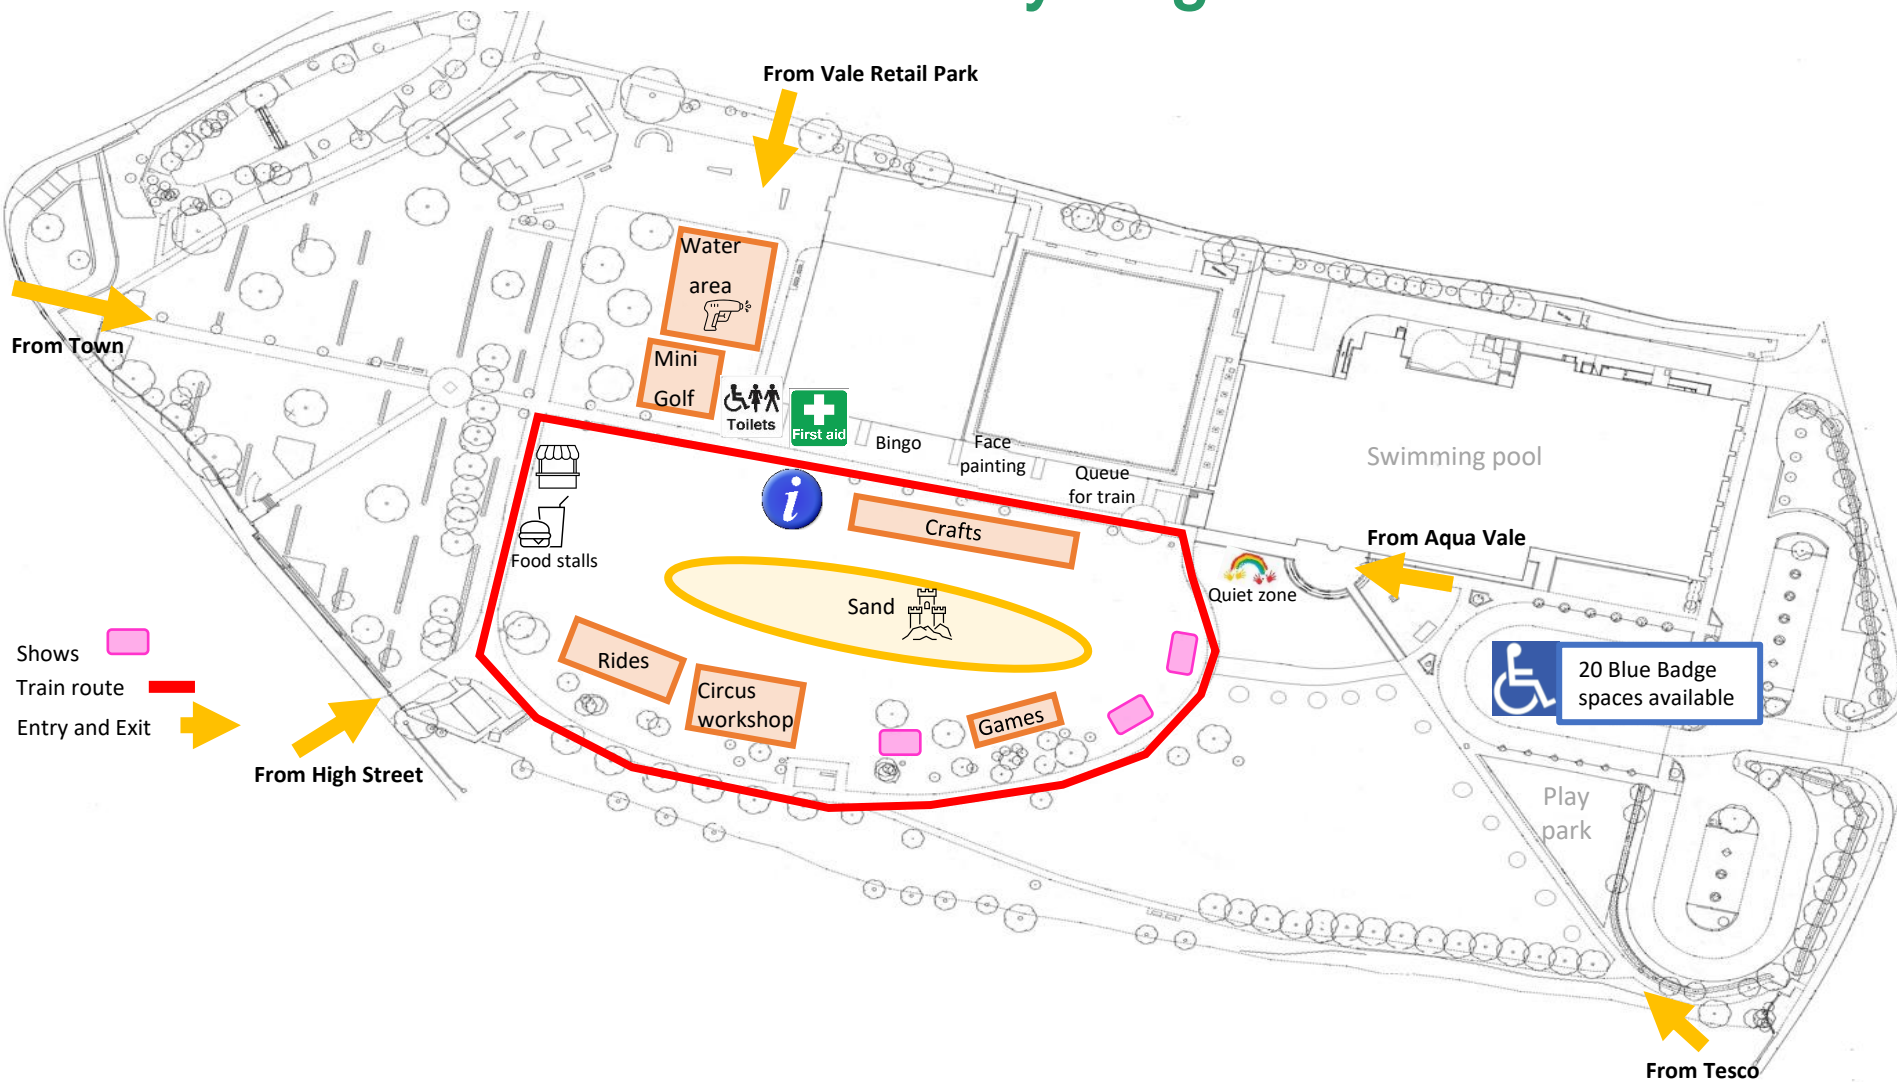 From Vale Retail Park
Water
area
From Town
Mini
Golf
Toilets
First aid
Bingo
Face
painting
Queue
for train
Swimming pool
i
Crafts
From Aqua Vale
Food stalls
Quiet zone
Sand
Shows
Train route
Entry and Exit
Rides
Circus
workshop
Games
20 Blue Badge
spaces available
From High Street
Play
park
From Tesco